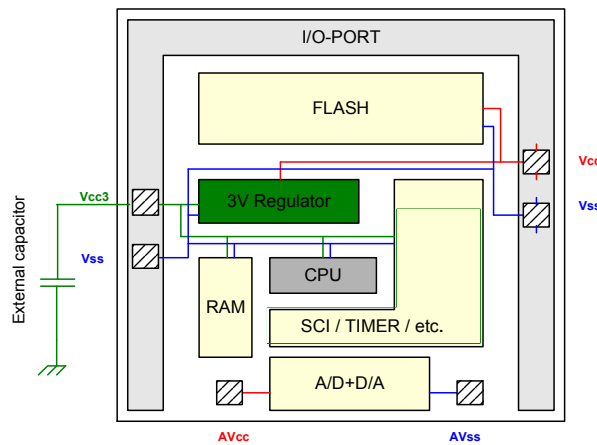 I/O-PORT
FLASH
Vcc
Vcc3
3V Regulator
Vss
Vss
External capacitor
CPU
RAM
SCI / TIMER / etc.
A/D+D/A
AVcc
AVss